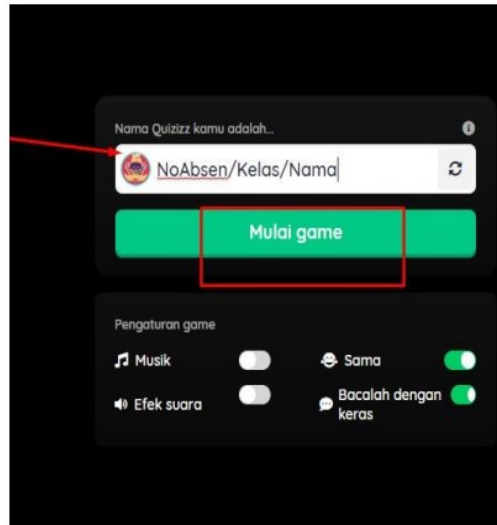 Nama Quizizz kamu adalah...
NoAbsen/Kelas/Nama
Mulai game
Pengaturan game
Musik
Sama
Efek suara
Bacalah dengan
keras